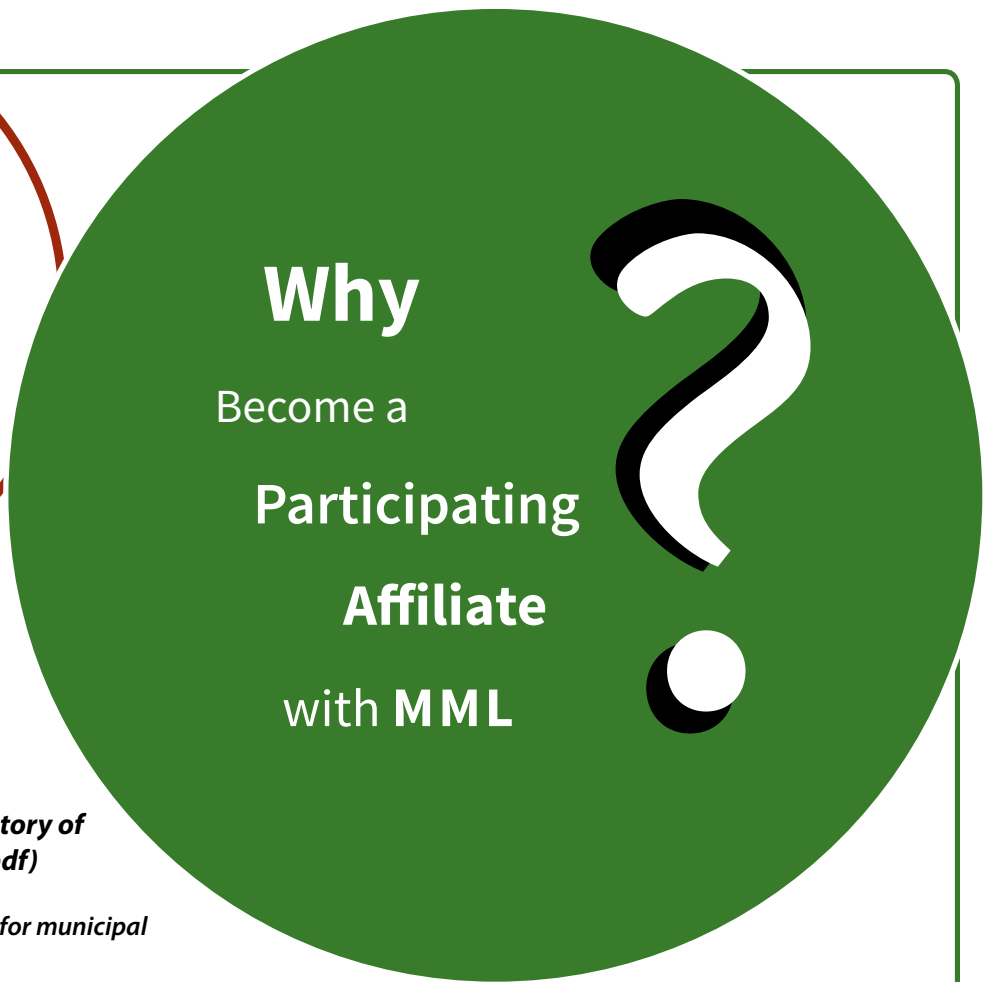 Why
Become a
Participating
Affiliate
with MML
?
tory of
df)
for municipal